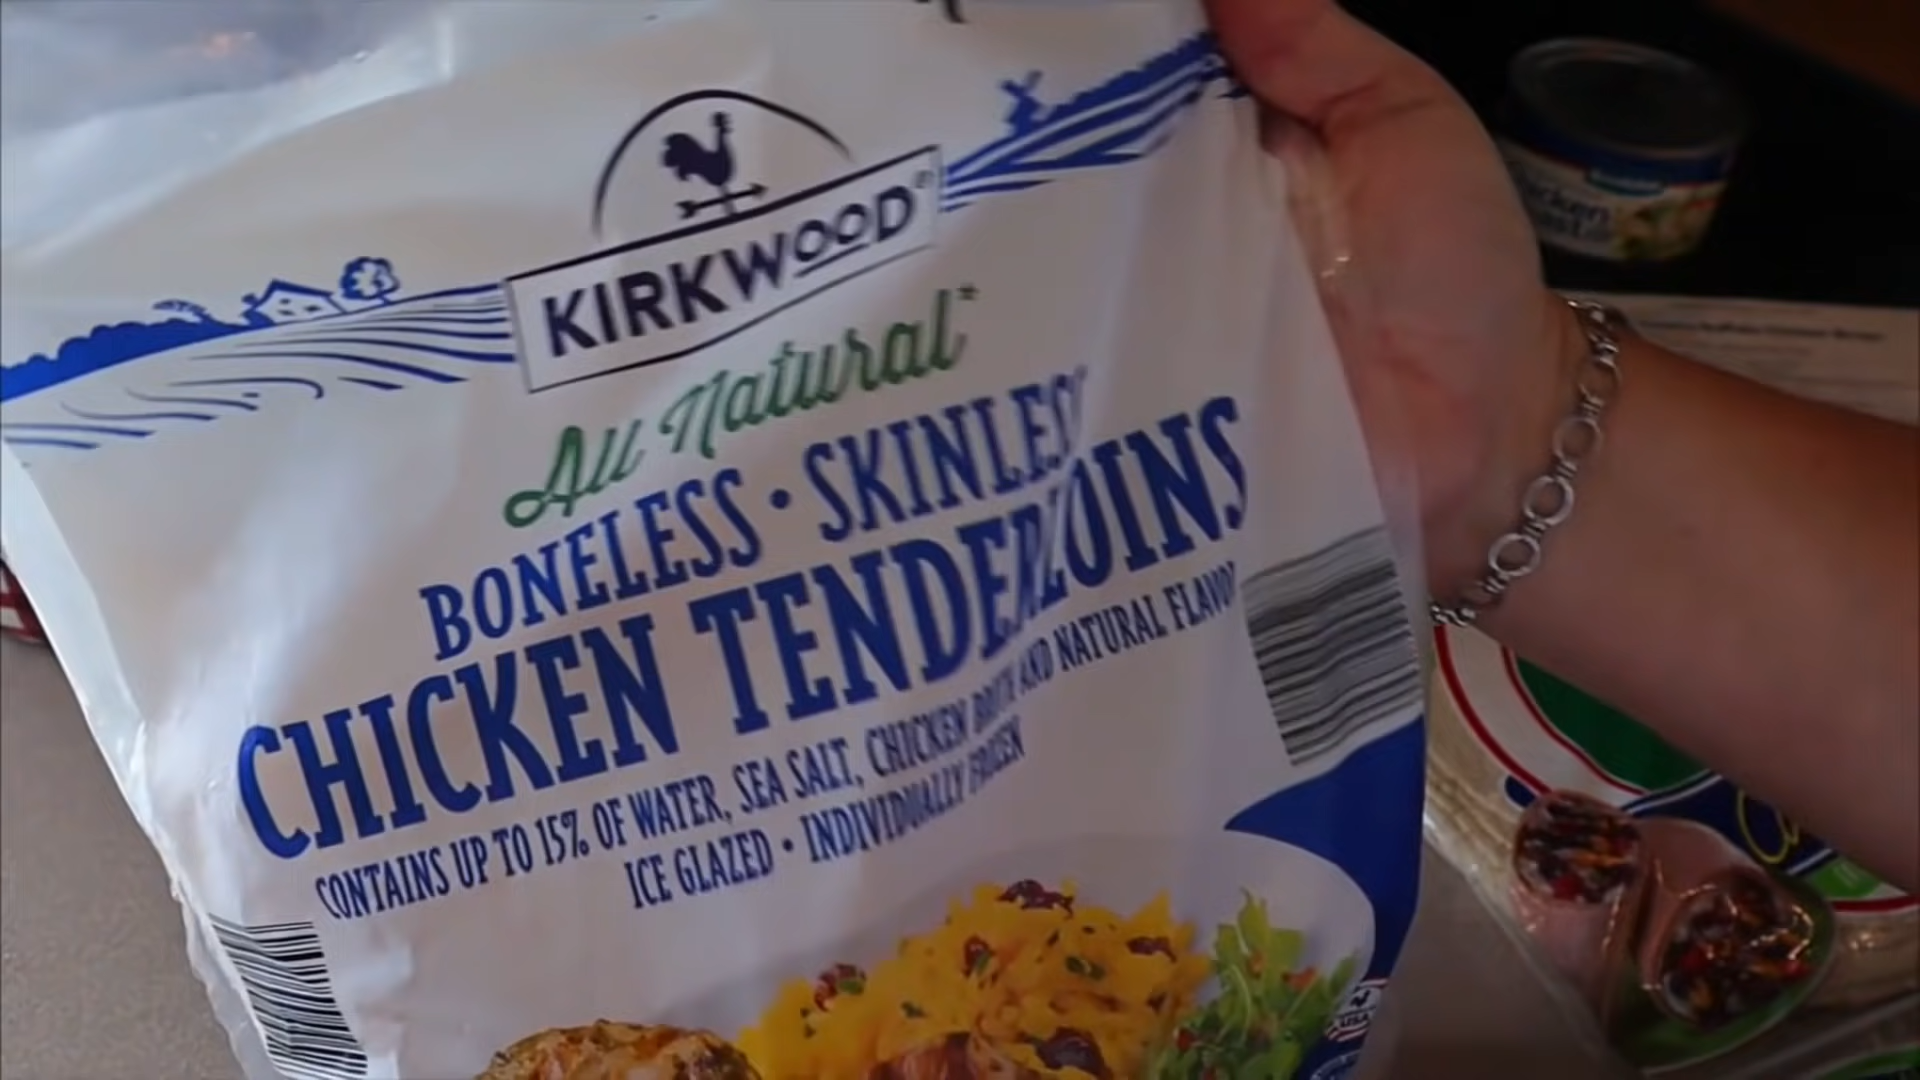 KIRKWOOD®
All Natural*
BONELESS • SKINLESS
CHICKEN TENDERLOINS
CONTAINS UP TO 15% OF WATER, SEA SALT, CHICKEN BROTH AND NATURAL FLAVOR
ICE GLAZED • INDIVIDUALLY FROZEN